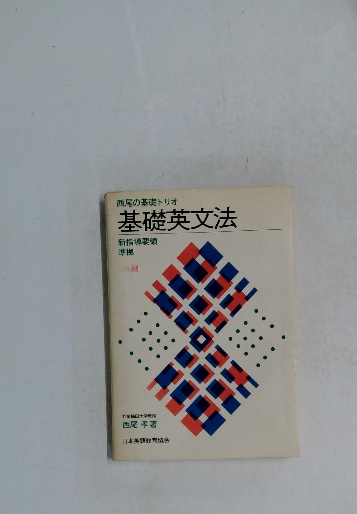 西尾の基礎トリオ
基礎英文法
新指導要領
準拠
西尾 孝著
日本英語教育協会